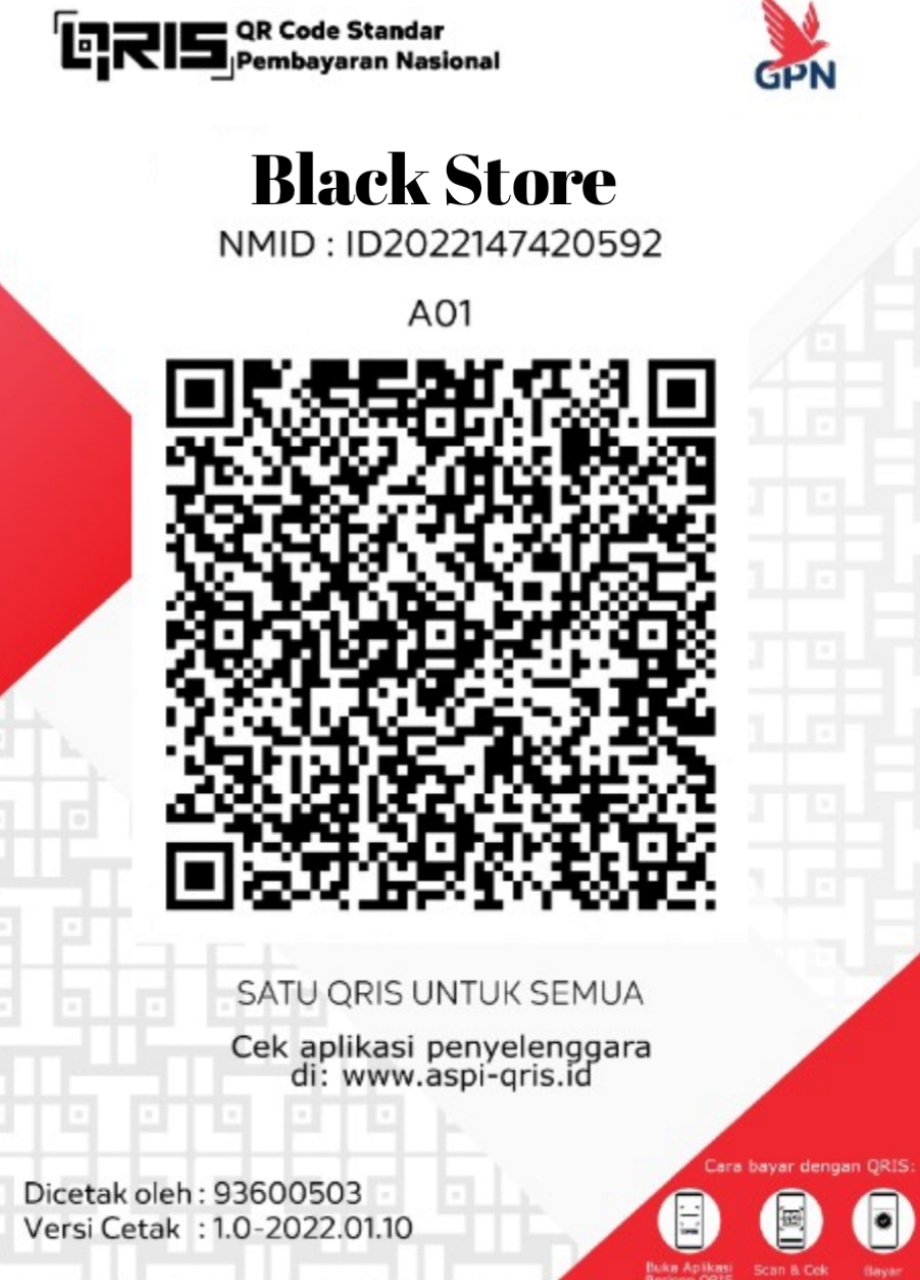 QRIS
QR Code Standar
Pembayaran Nasional
GPN
Black Store
NMID : ID2022147420592
A01
SATU QRIS UNTUK SEMUA
Cek aplikasi penyelenggara
di: www.aspi-qris.id
Dicetak oleh : 93600503
Versi Cetak : 1.0-2022.01.10
Cara bayar dengan QRIS:
Buka Aplikasi
Berlogo QRIS
Scan & Cek
Bayar